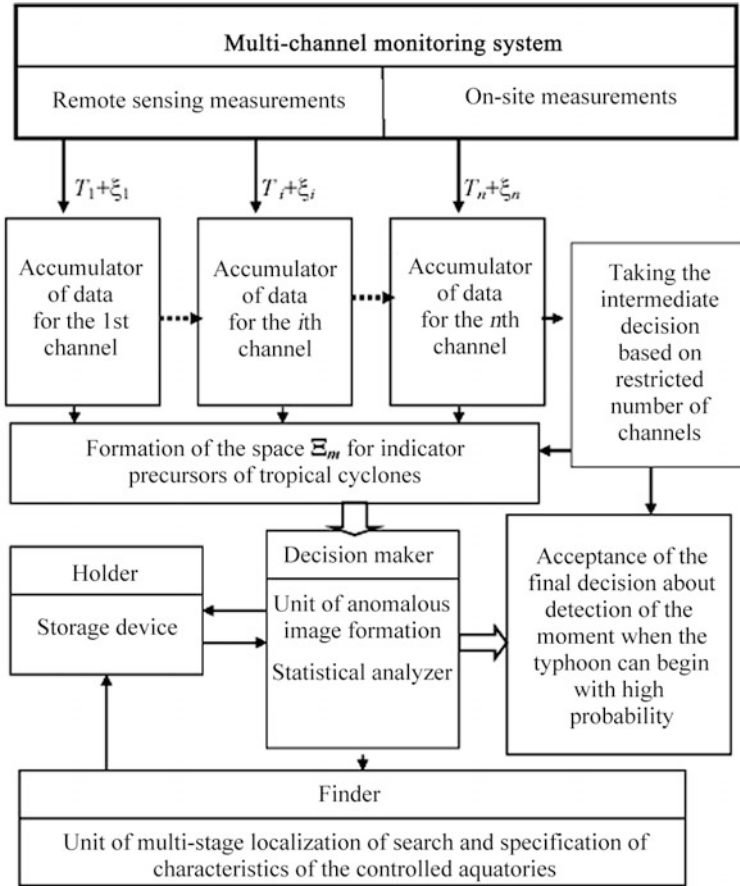 Multi-channel monitoring system
Remote sensing measurements
On-site measurements
T₁+ξ₁
Tᵢ+ξᵢ
Tₙ+ξₙ
Accumulator
of data
for the 1st
channel
Accumulator
of data
for the ith
channel
Accumulator
of data
for the nth
channel
Taking the
intermediate
decision
based on
restricted
number of
channels
Formation of the space Ξₘ for indicator
precursors of tropical cyclones
Holder
Storage device
Decision maker
Unit of anomalous
image formation
Statistical analyzer
Acceptance of the
final decision about
detection of the
moment when the
typhoon can begin
with high
probability
Finder
Unit of multi-stage localization of search and specification of
characteristics of the controlled aquatories